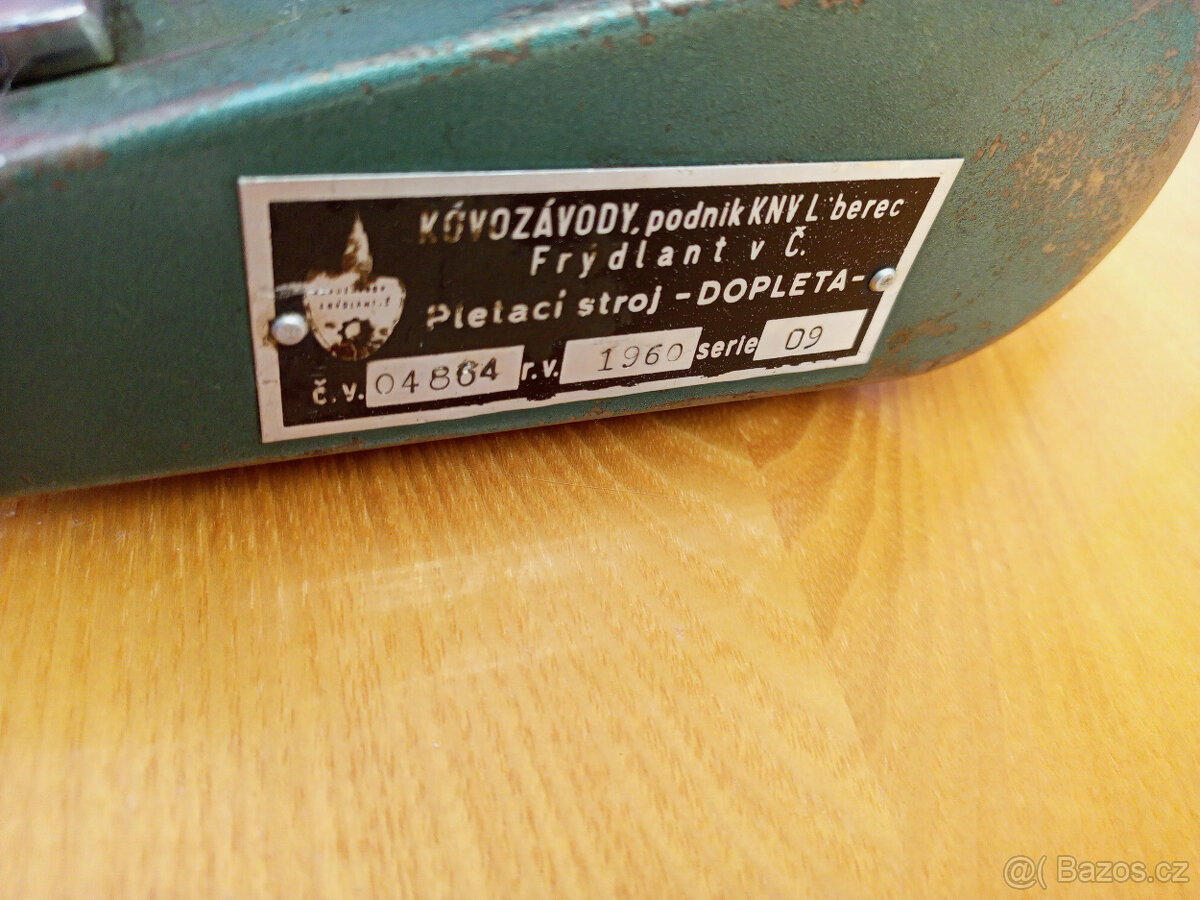 KOVOZÁVODY, podnik KNV Liberec
Frýdlant v Č.
Pletací stroj -DOPLETA-
č.v. 04864 r.v. 1960 serie 09
@( Bazos.cz